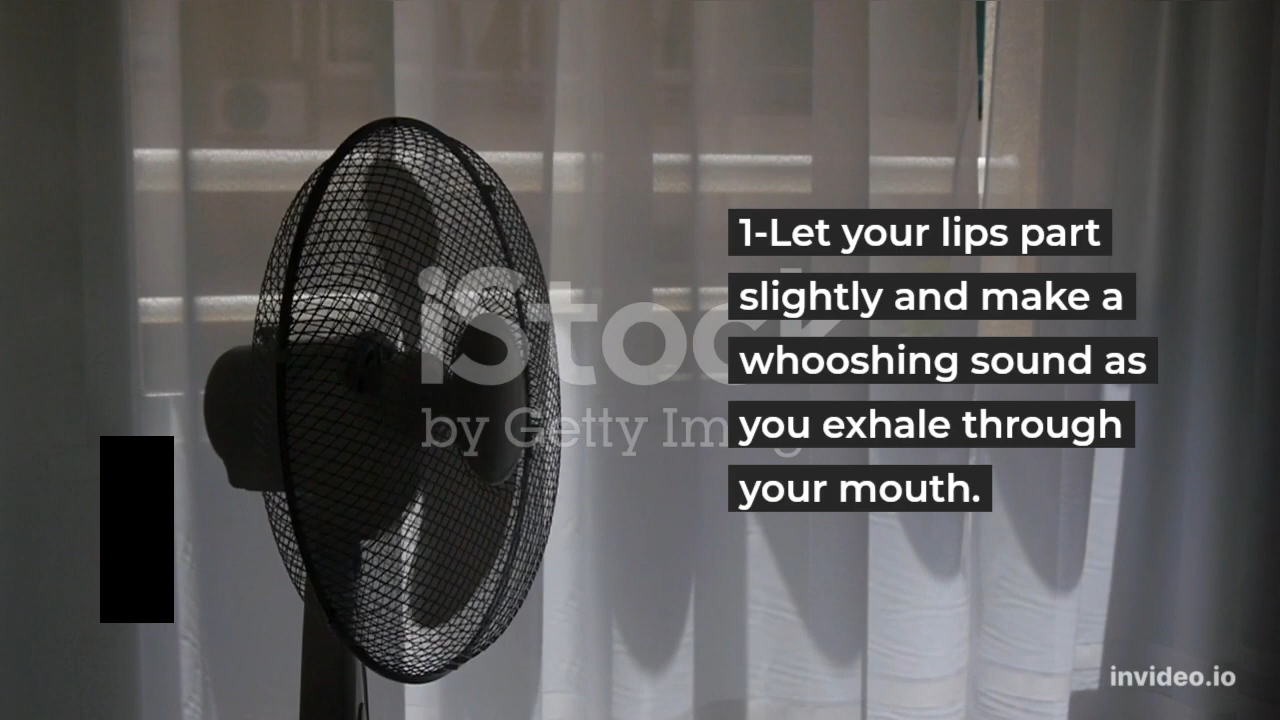 1-Let your lips part
slightly and make a
whooshing sound as
you exhale through
your mouth.
iStock
by Getty Im
invideo.io